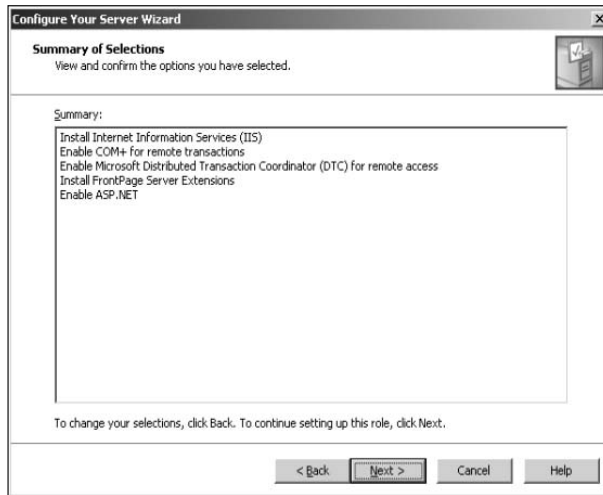 Configure Your Server Wizard
Summary of Selections
View and confirm the options you have selected.
Summary:
Install Internet Information Services (IIS)
Enable COM+ for remote transactions
Enable Microsoft Distributed Transaction Coordinator (DTC) for remote access
Install FrontPage Server Extensions
Enable ASP.NET
To change your selections, click Back. To continue setting up this role, click Next.
< Back Next > Cancel Help